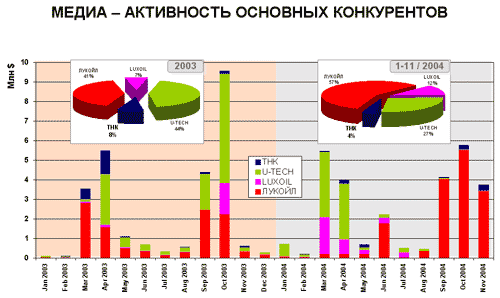 МЕДИА – АКТИВНОСТЬ ОСНОВНЫХ КОНКУРЕНТОВ
Млн $
10
9
8
7
6
5
4
3
2
1
0
2003
ЛУКОЙЛ
41%
LUXOIL
7%
U-TECH
44%
ТНК
8%
1-11 / 2004
ЛУКОЙЛ
57%
LUXOIL
12%
U-TECH
27%
ТНК
4%
ТНК
U-TECH
LUXOIL
ЛУКОЙЛ
Jan 2003
Feb 2003
Mar 2003
Apr 2003
May 2003
Jun 2003
Jul 2003
Aug 2003
Sep 2003
Oct 2003
Nov 2003
Dec 2003
Jan 2004
Feb 2004
Mar 2004
Apr 2004
May 2004
Jun 2004
Jul 2004
Aug 2004
Sep 2004
Oct 2004
Nov 2004